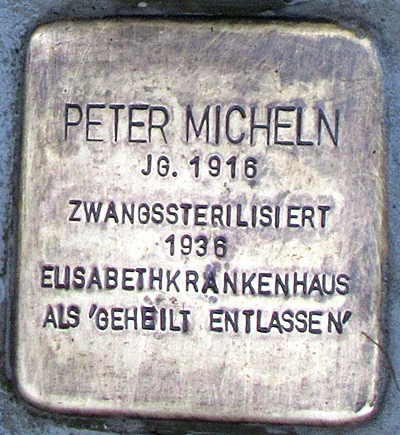 PETER MICHELN
JG. 1916
ZWANGSSTERILISIERT
1936
ELISABETHKRANKENHAUS
ALS 'GEHEILT ENTLASSEN'